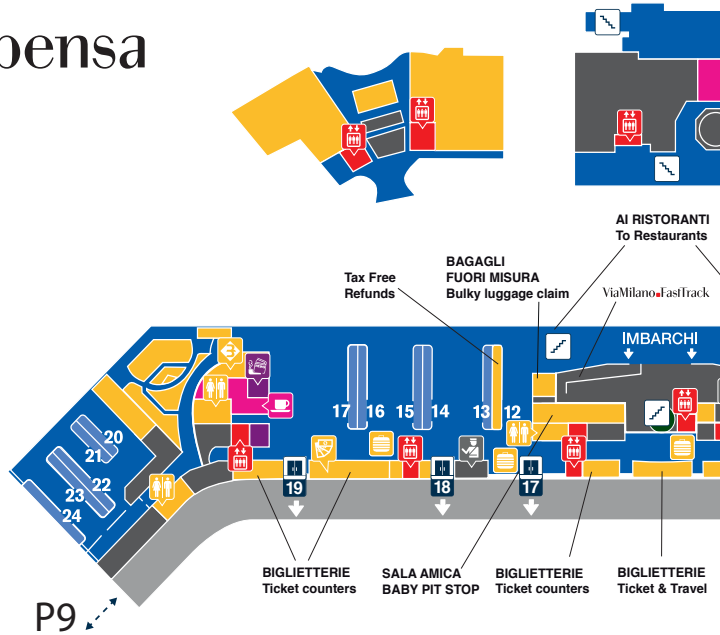 pensa
AI RISTORANTI
To Restaurants
BAGAGLI
FUORI MISURA
Bulky luggage claim
Tax Free
Refunds
ViaMilano FastTrack
IMBARCHI
17 16
15 14
13 12
20
21
22
23
24
19
18
17
BIGLIETTERIE
Ticket counters
SALA AMICA
BABY PIT STOP
BIGLIETTERIE
Ticket counters
BIGLIETTERIE
Ticket & Travel
P9